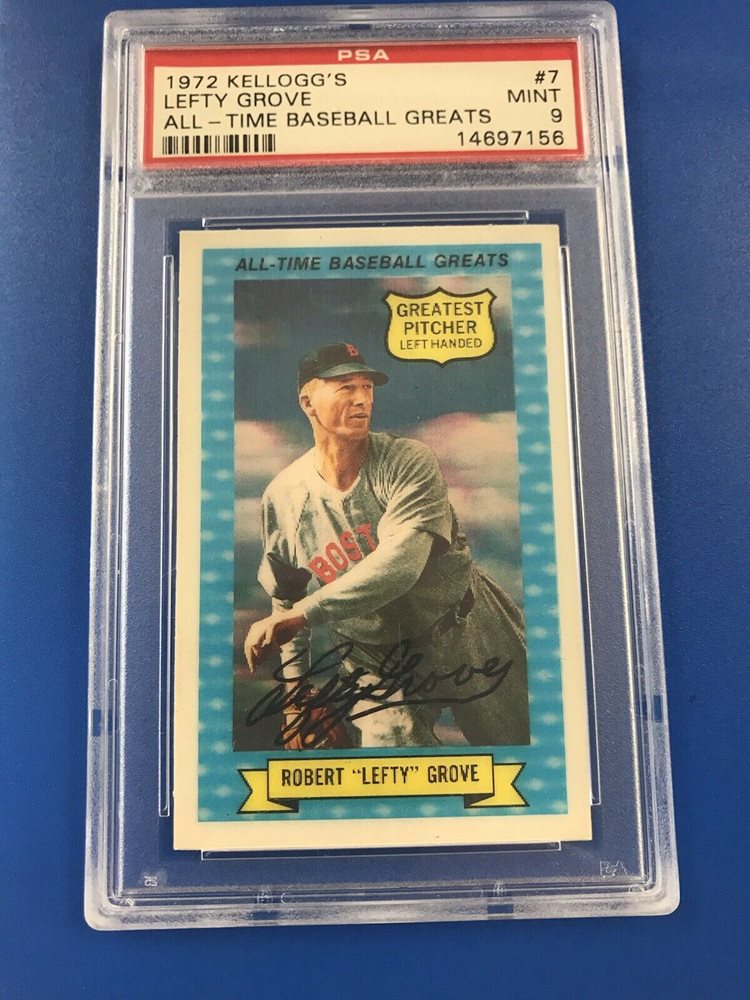 PSA
1972 KELLOGG'S #7
LEFTY GROVE MINT
ALL - TIME BASEBALL GREATS 9
14697156
ALL-TIME BASEBALL GREATS
GREATEST
PITCHER
LEFT HANDED
B
BOST
Lefty Grove
ROBERT "LEFTY" GROVE